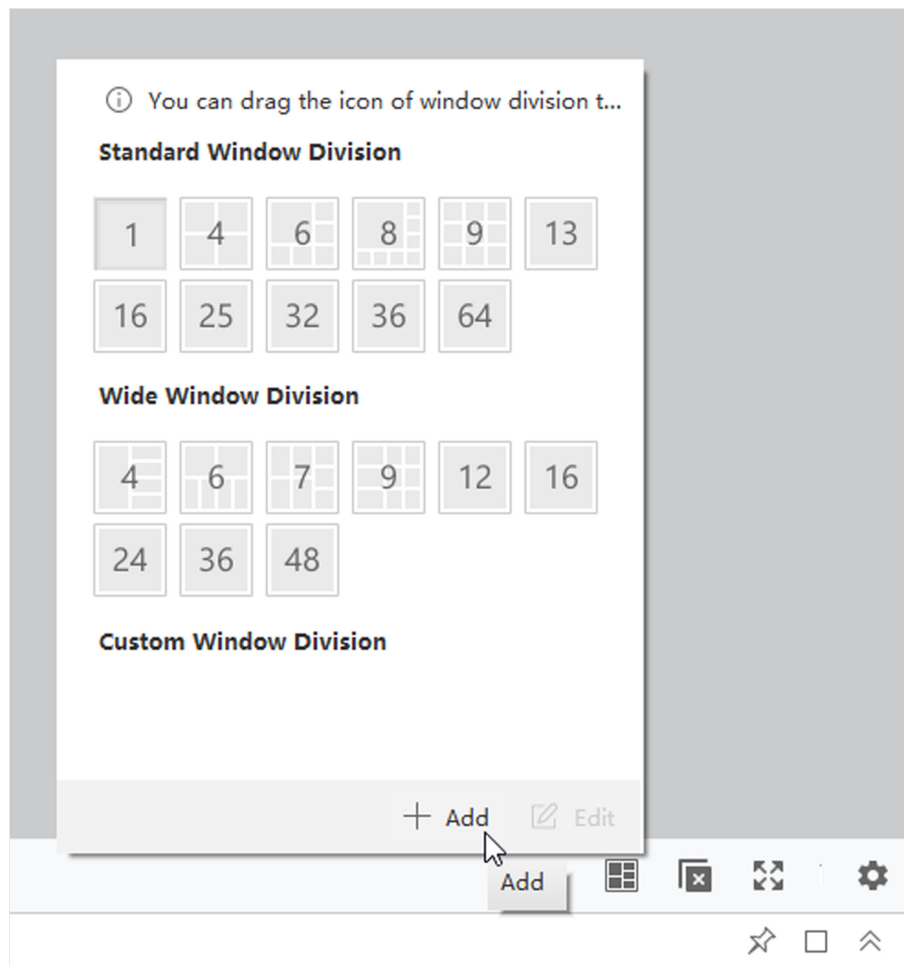 You can drag the icon of window division t...
Standard Window Division
1 4 6 8 9 13
16 25 32 36 64
Wide Window Division
4 6 7 9 12 16
24 36 48
Custom Window Division
Add Edit
Add